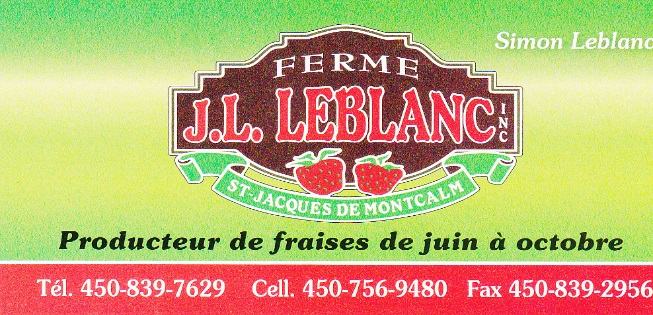 Simon Leblanc
FERME
J.L. LEBLANC INC
ST-JACQUES DE MONTCALM
Producteur de fraises de juin à octobre
Tél. 450-839-7629 Cell. 450-756-9480 Fax 450-839-2956